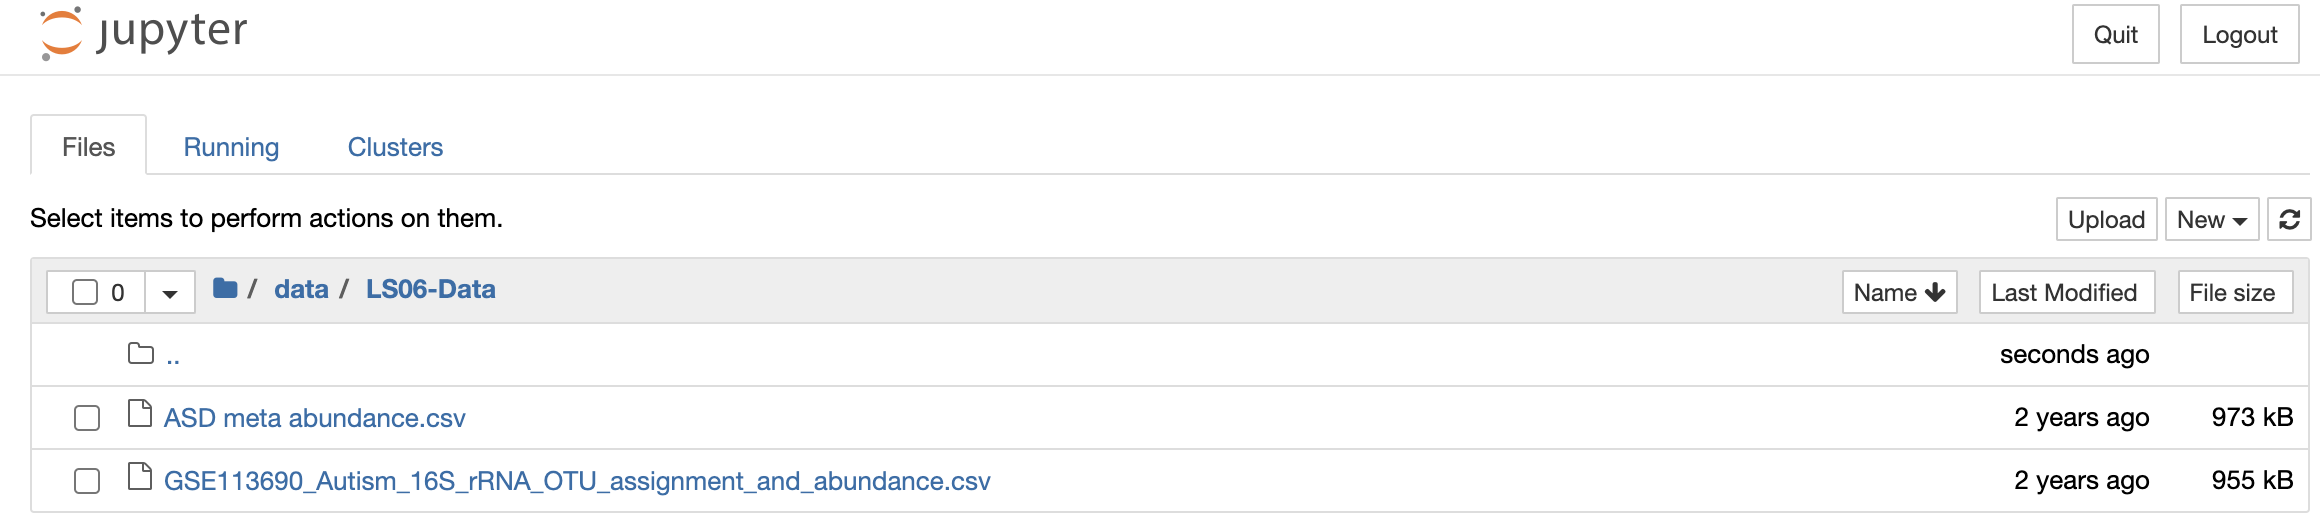 jupyter
Quit Logout
Files Running Clusters
Select items to perform actions on them.
Upload New
0 / data / LS06-Data Name Last Modified File size
.. seconds ago
ASD meta abundance.csv 2 years ago 973 kB
GSE113690_Autism_16S_rRNA_OTU_assignment_and_abundance.csv 2 years ago 955 kB